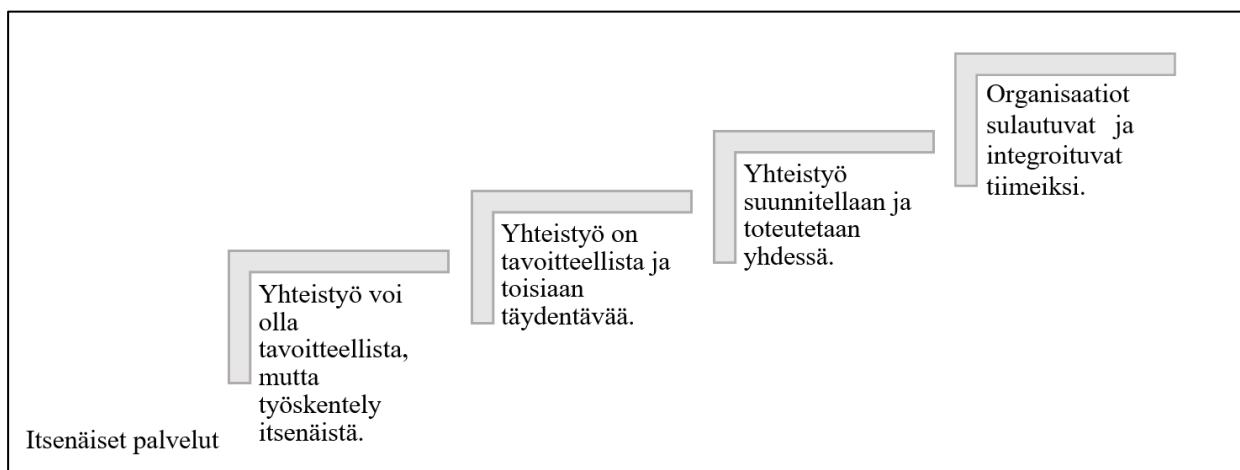 Itsenäiset palvelut
Yhteistyö voi
olla
tavoitteellista,
mutta
työskentely
itsenäistä.
Yhteistyö on
tavoitteellista ja
toisiaan
täydentävää.
Yhteistyö
suunnitellaan ja
toteutetaan
yhdessä.
Organisaatiot
sulautuvat ja
integroituvat
tiimeiksi.